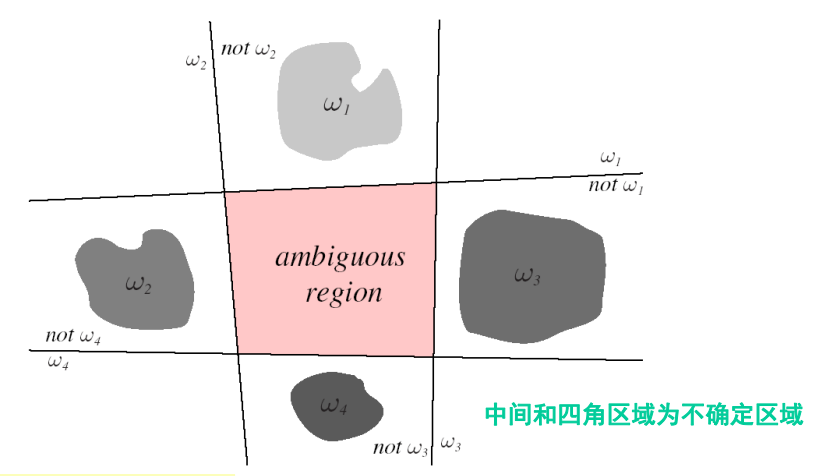 ω2 not ω2
ω1
ω1
not ω1
ambiguous
region
ω2
ω3
not ω4
ω4
ω4
not ω3 ω3
中间和四角区域为不确定区域